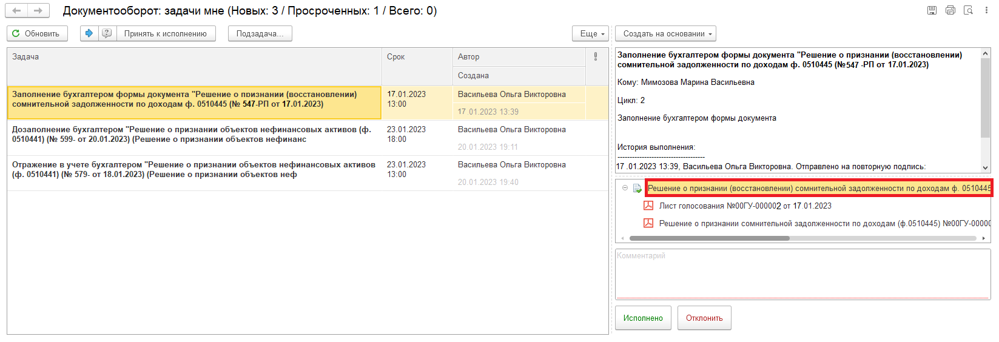 Документооборот: задачи мне (Новых: 3 / Просроченных: 1 / Всего: 0)
Обновить
Принять к исполнению
Подзадача...
Еще
Создать на основании
Задача
Срок
Автор
Создана
Заполнение бухгалтером формы документа "Решение о признании (восстановлении)
сомнительной задолженности по доходам ф. 0510445 (№ 547-РП от 17.01.2023)
17.01.2023
13:00
Васильева Ольга Викторовна
17 .01.2023 13:39
Дозаполнение бухгалтером "Решение о признании объектов нефинансовых активов (ф.
0510441) (№ 599- от 20.01.2023) (Решение о признании объектов нефинанс
23.01.2023
18:00
Васильева Ольга Викторовна
20.01.2023 19:11
Отражение в учете бухгалтером "Решение о признании объектов нефинансовых активов
(ф. 0510441) (№ 579- от 18.01.2023) (Решение о признании объектов неф
23.01.2023
13:00
Васильева Ольга Викторовна
20.01.2023 19:40
Заполнение бухгалтером формы документа "Решение о признании (восстановлении)
сомнительной задолженности по доходам ф. 0510445 (№547 -РП от 17.01.2023)
Кому: Мимозова Марина Васильевна
Цикл: 2
Заполнение бухгалтером формы документа
История выполнения:
------------------------------------
17 .01.2023 13:39, Васильева Ольга Викторовна. Отправлено на повторную подпись:
Решение о признании (восстановлении) сомнительной задолженности по доходам ф. 0510445
Лист голосования №00ГУ-000002 от 17.01.2023
Решение о признании сомнительной задолженности по доходам (ф.0510445) №00ГУ-00000
Комментарий
Исполнено
Отклонить